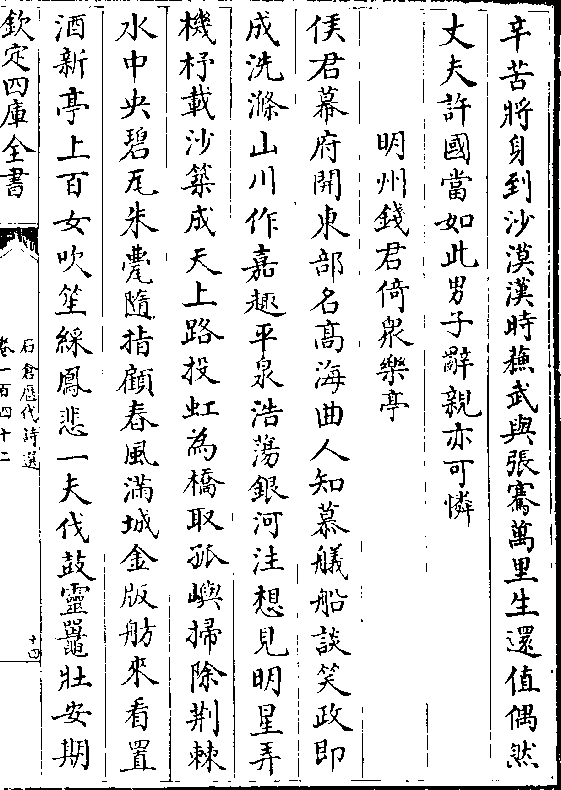 辛苦將身到沙漠漢時蘇武與張騫萬里生還值偶然
丈夫許國當如此男子辭親亦可憐
明州錢君倚衆樂亭
侯君幕府開東部名髙海曲人知慕艤船談笑政即
成洗滌山川作嘉趣平泉浩蕩銀河注想見明星弄
機杼載沙築成天上路投虹為橋取孤嶼掃除荆棘
水中央碧瓦朱甍隨指顧春風滿城金版舫來看置
酒新亭上百女吹笙綵鳳悲一夫伐鼓靈鼉壯安期
欽定四庫全書
石倉歴代詩選
卷一百四十二
十四